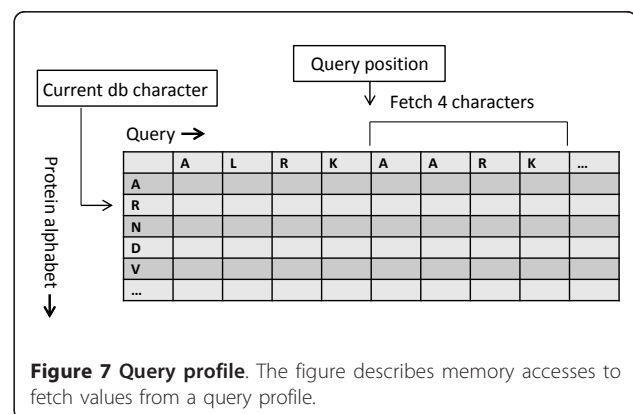 Query position
Current db character
Fetch 4 characters
Query →
Protein alphabet →
A L R K A A R K ...
A
R
N
D
V
...
Figure 7 Query profile. The figure describes memory accesses to
fetch values from a query profile.